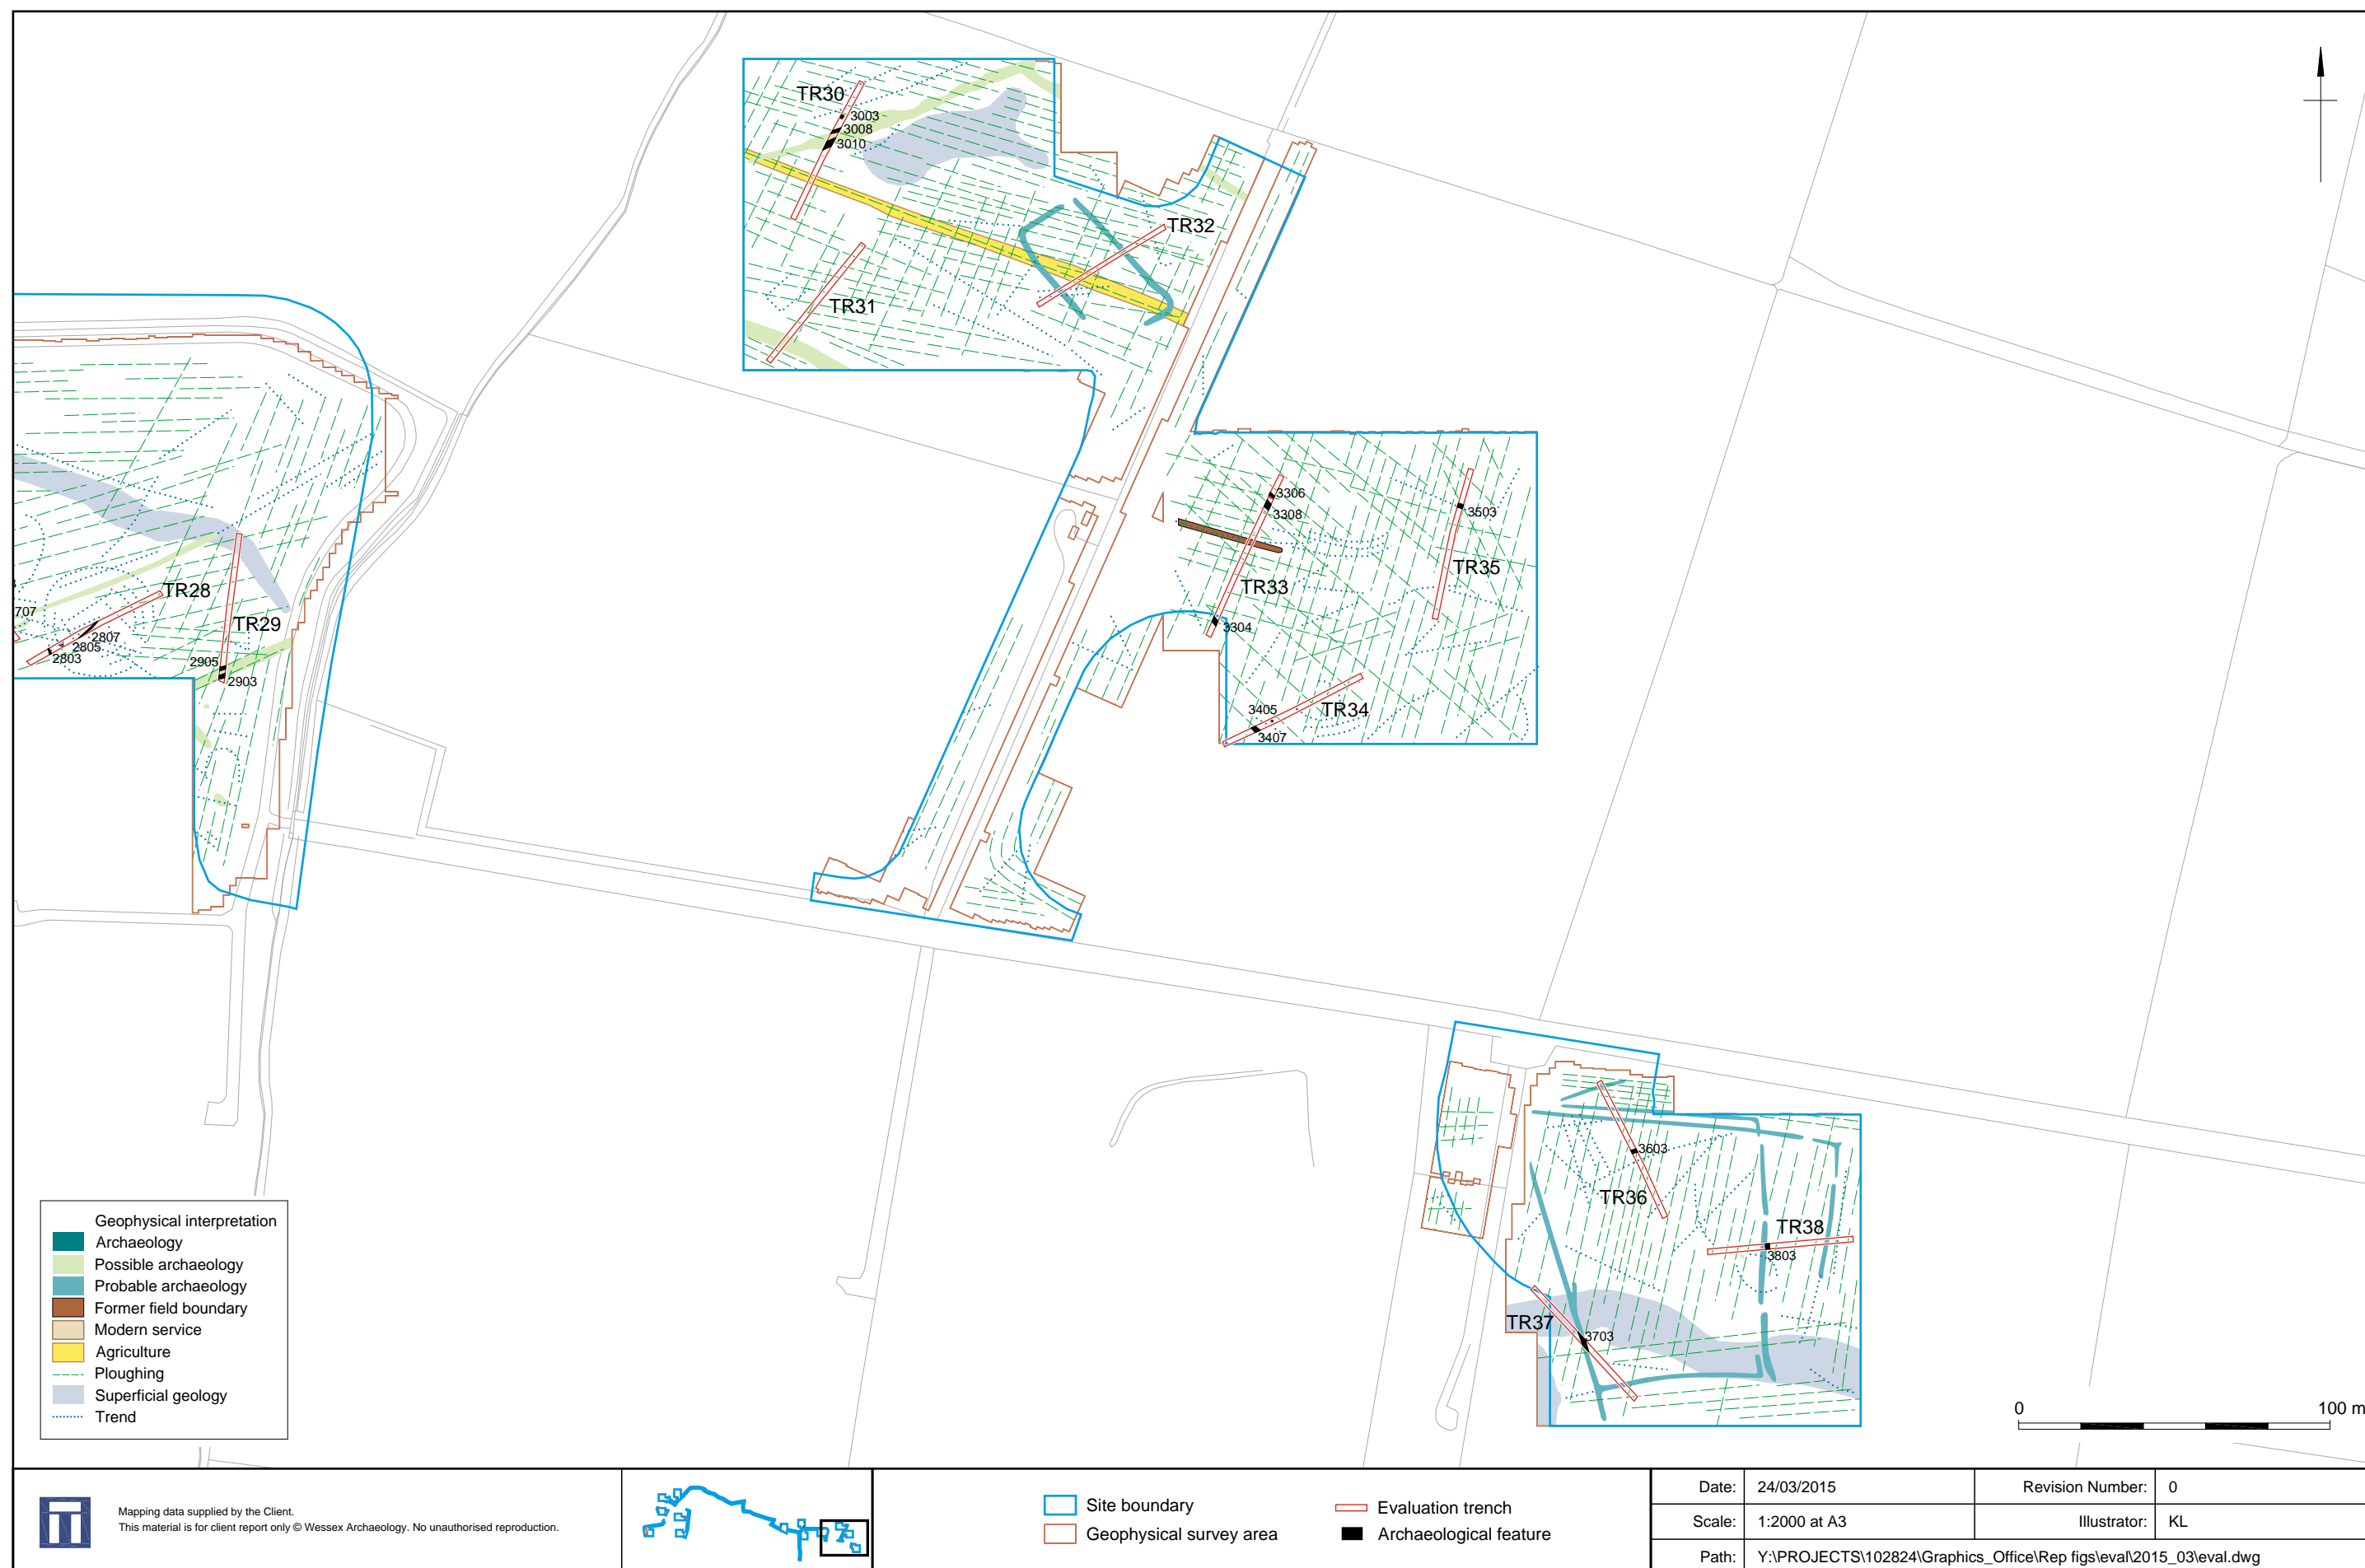 TR30
3003
3008
3010
TR32
TR31
3306
3308
3503
TR35
TR33
3304
TR28
707
2807
2805
2803
TR29
2905
2903
3405
TR34
3407
3603
TR36
TR38
3803
TR37
3703
Geophysical interpretation
Archaeology
Possible archaeology
Probable archaeology
Former field boundary
Modern service
Agriculture
Ploughing
Superficial geology
Trend
0 100 m
Mapping data supplied by the Client.
This material is for client report only © Wessex Archaeology. No unauthorised reproduction.
Site boundary
Geophysical survey area
Evaluation trench
Archaeological feature
Date: 24/03/2015 Revision Number: 0
Scale: 1:2000 at A3 Illustrator: KL
Path: Y:\PROJECTS\102824\Graphics_Office\Rep figs\eval\2015_03\eval.dwg